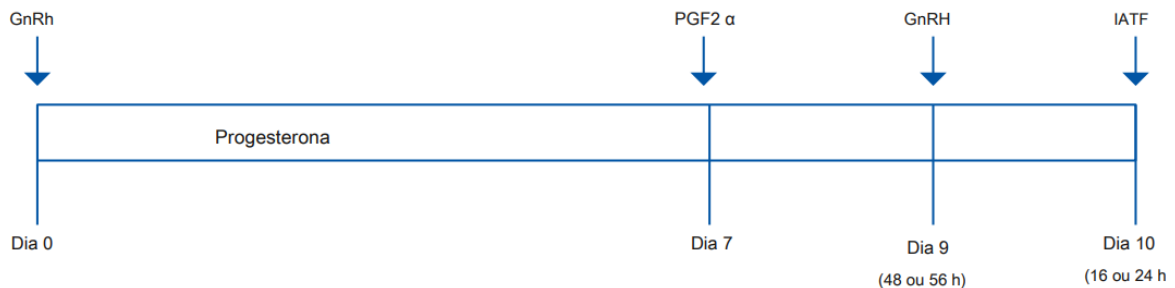 GnRh
PGF2 α
GnRH
IATF
Progesterona
Dia 0
Dia 7
Dia 9
(48 ou 56 h)
Dia 10
(16 ou 24 h